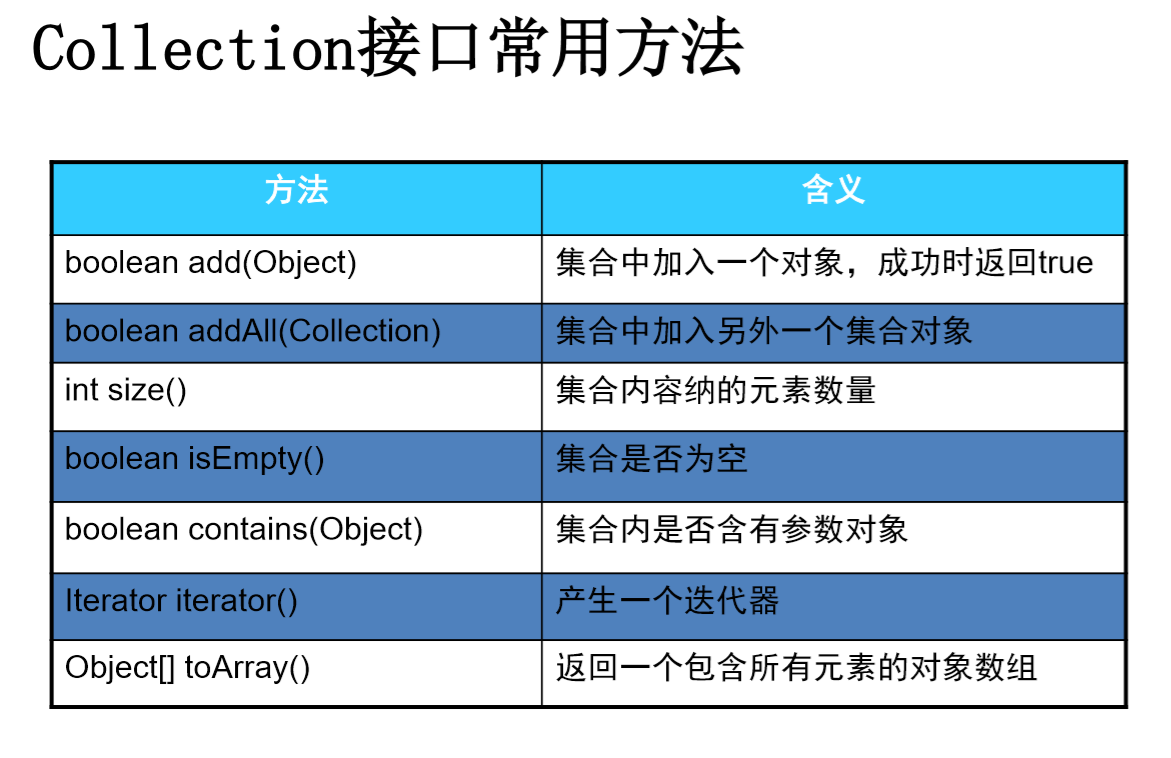 Collection接口常用方法
方法 含义
boolean add(Object) 集合中加入一个对象，成功时返回true
boolean addAll(Collection) 集合中加入另外一个集合对象
int size() 集合内容纳的元素数量
boolean isEmpty() 集合是否为空
boolean contains(Object) 集合内是否含有参数对象
Iterator iterator() 产生一个迭代器
Object[] toArray() 返回一个包含所有元素的对象数组